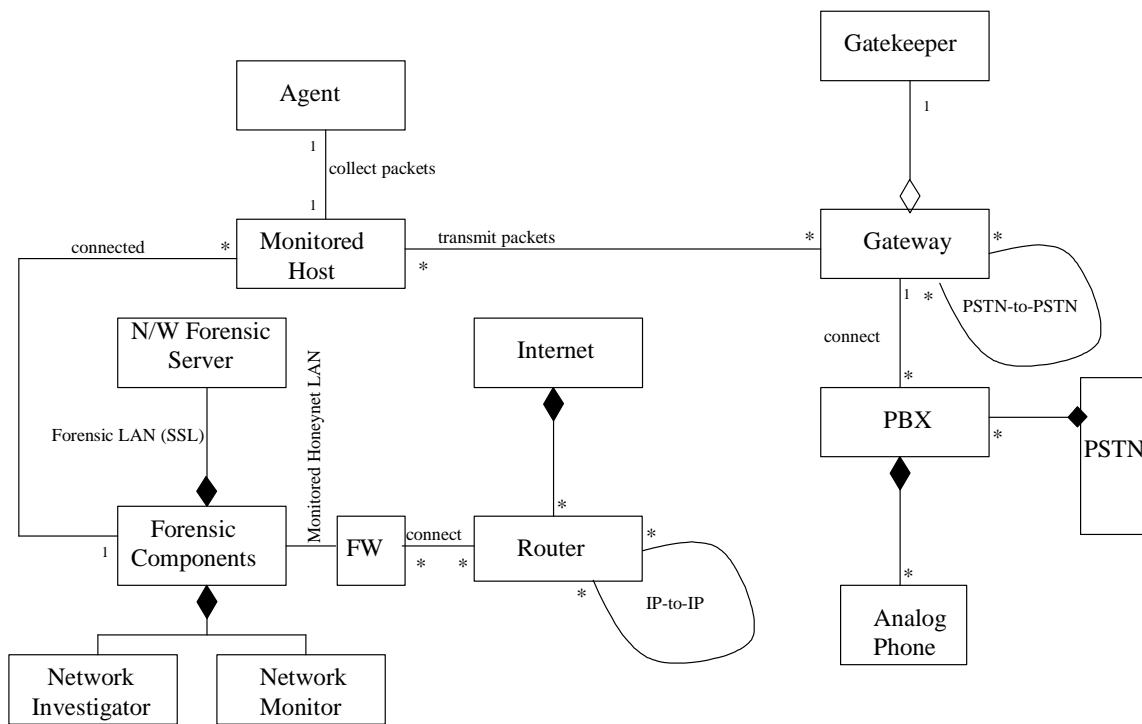 Gatekeeper
Agent
1
1
collect packets
1
connected
*
Monitored
Host
*
transmit packets
*
Gateway
*
1
*
PSTN-to-PSTN
connect
*
N/W Forensic
Server
Internet
Monitored Honeynet LAN
Forensic LAN (SSL)
PBX
*
PSTN
*
Forensic
Components
1
FW
connect
*
*
Router
*
*
IP-to-IP
*
Analog
Phone
Network
Investigator
Network
Monitor